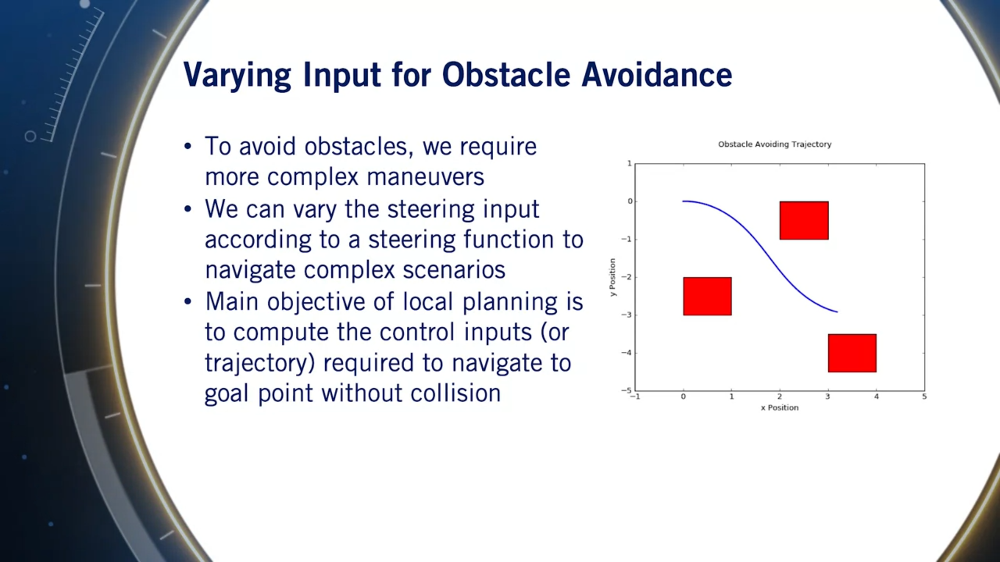 Varying Input for Obstacle Avoidance
• To avoid obstacles, we require
more complex maneuvers
• We can vary the steering input
according to a steering function to
navigate complex scenarios
• Main objective of local planning is
to compute the control inputs (or
trajectory) required to navigate to
goal point without collision
Obstacle Avoiding Trajectory
1
0
−1
−2
−3
−4
−5
y Position
−1 0 1 2 3 4 5
x Position